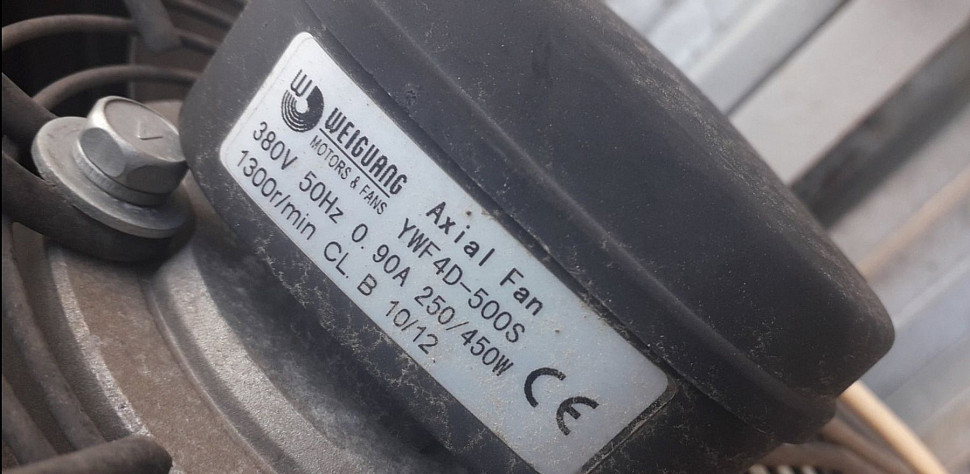 WEIGUANG
MOTORS & FANS
Axial Fan
YWF4D-500S
380V 50Hz 0.90A 250/450W
1300r/min CL. B 10/12
CE